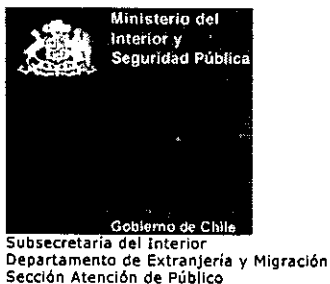 Ministerio del
Interior y
Seguridad Pública
Gobierno de Chile
Subsecretaría del Interior
Departamento de Extranjería y Migración
Sección Atención de Público